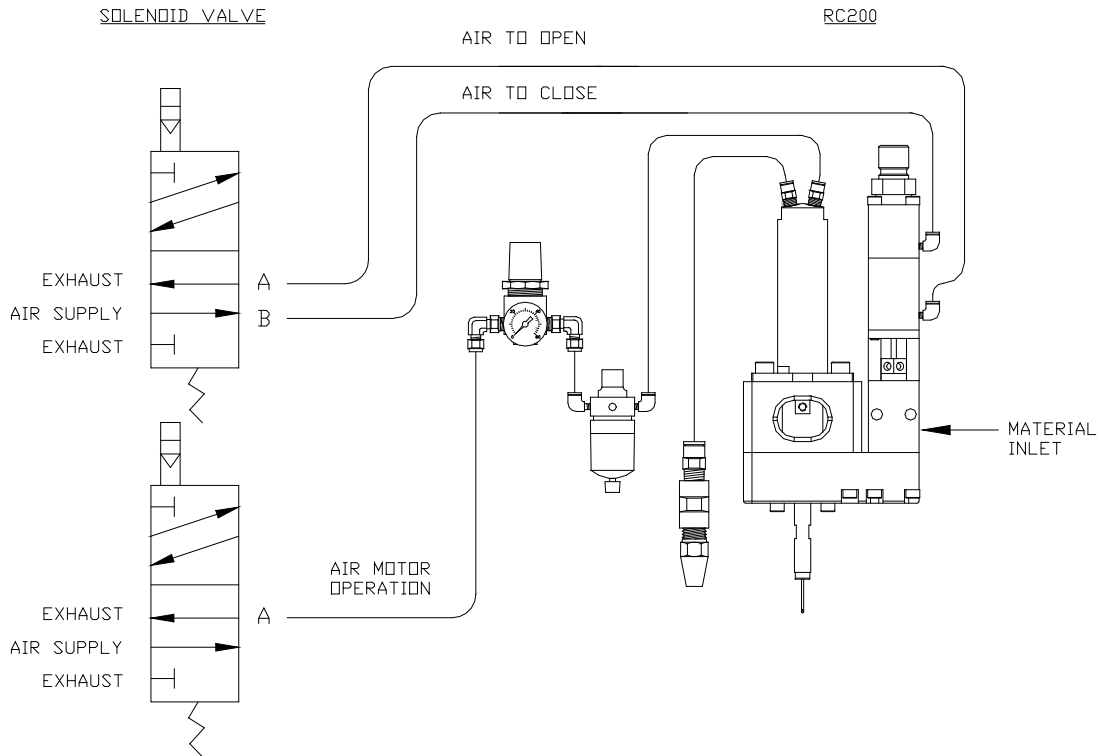 SOLENOID VALVE
RC200
AIR TO OPEN
AIR TO CLOSE
EXHAUST
A
AIR SUPPLY
B
EXHAUST
MATERIAL
INLET
AIR MOTOR
OPERATION
EXHAUST
A
AIR SUPPLY
EXHAUST